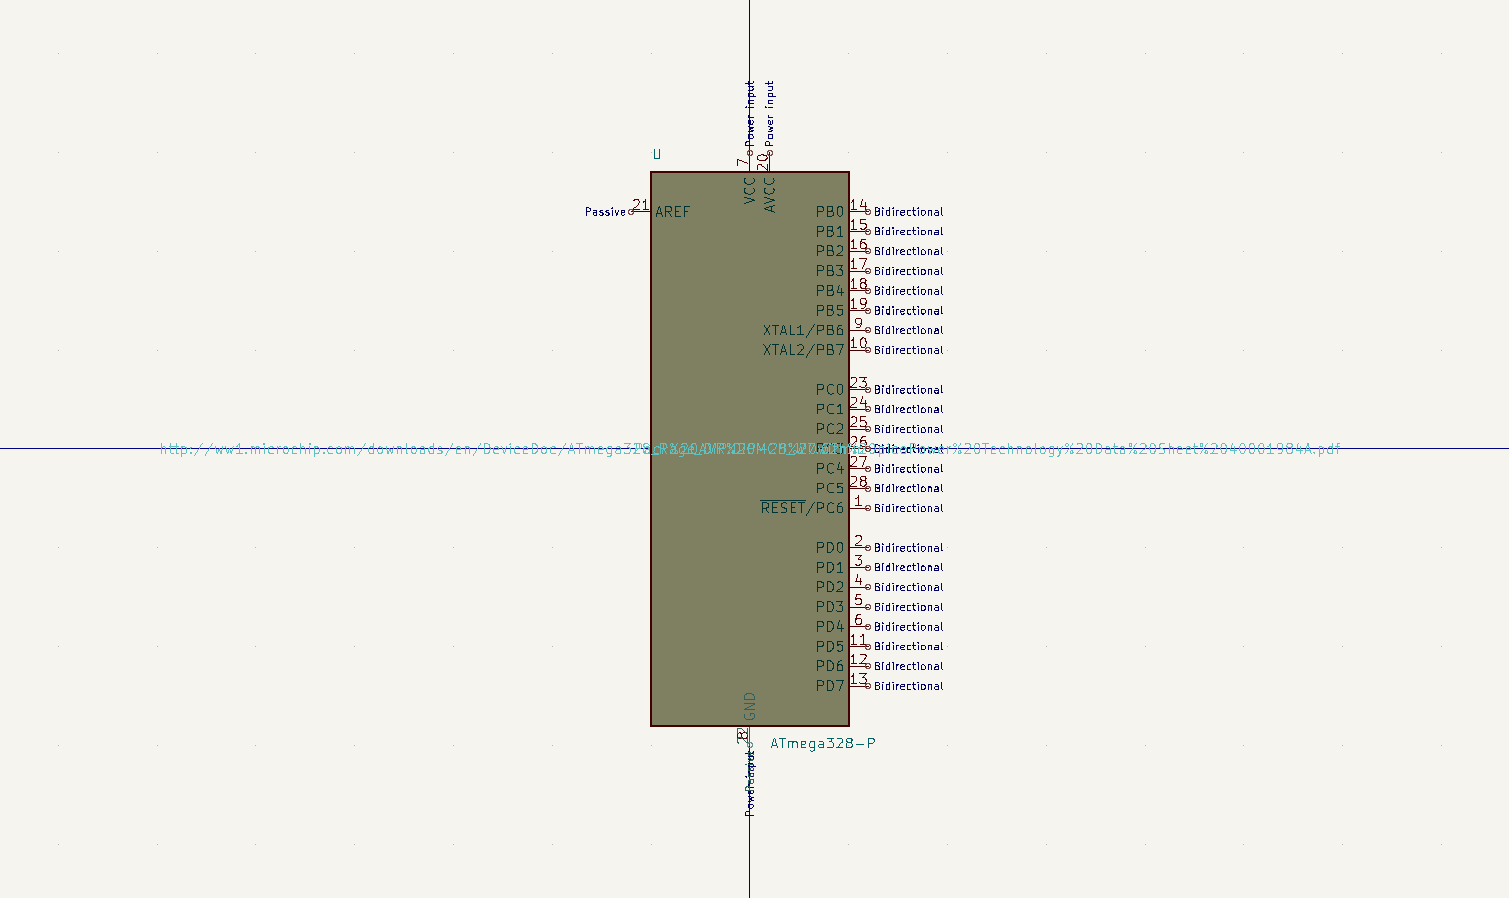 Power input
Power input
U
7
20
VCC
AVCC
Passive 21 AREF
PB0 14 Bidirectional
PB1 15 Bidirectional
PB2 16 Bidirectional
PB3 17 Bidirectional
PB4 18 Bidirectional
PB5 19 Bidirectional
XTAL1/PB6 9 Bidirectional
XTAL2/PB7 10 Bidirectional
PC0 23 Bidirectional
PC1 24 Bidirectional
PC2 25 Bidirectional
26 Bidirectional
http://ww1.microchip.com/downloads/en/DeviceDoc/ATmega328 %20Technology%20Data%20Sheet%2040001984A.pdf
PC4 27 Bidirectional
PC5 28 Bidirectional
RESET/PC6 1 Bidirectional
PD0 2 Bidirectional
PD1 3 Bidirectional
PD2 4 Bidirectional
PD3 5 Bidirectional
PD4 6 Bidirectional
PD5 11 Bidirectional
PD6 12 Bidirectional
PD7 13 Bidirectional
GND
ATmega328-P
Power input